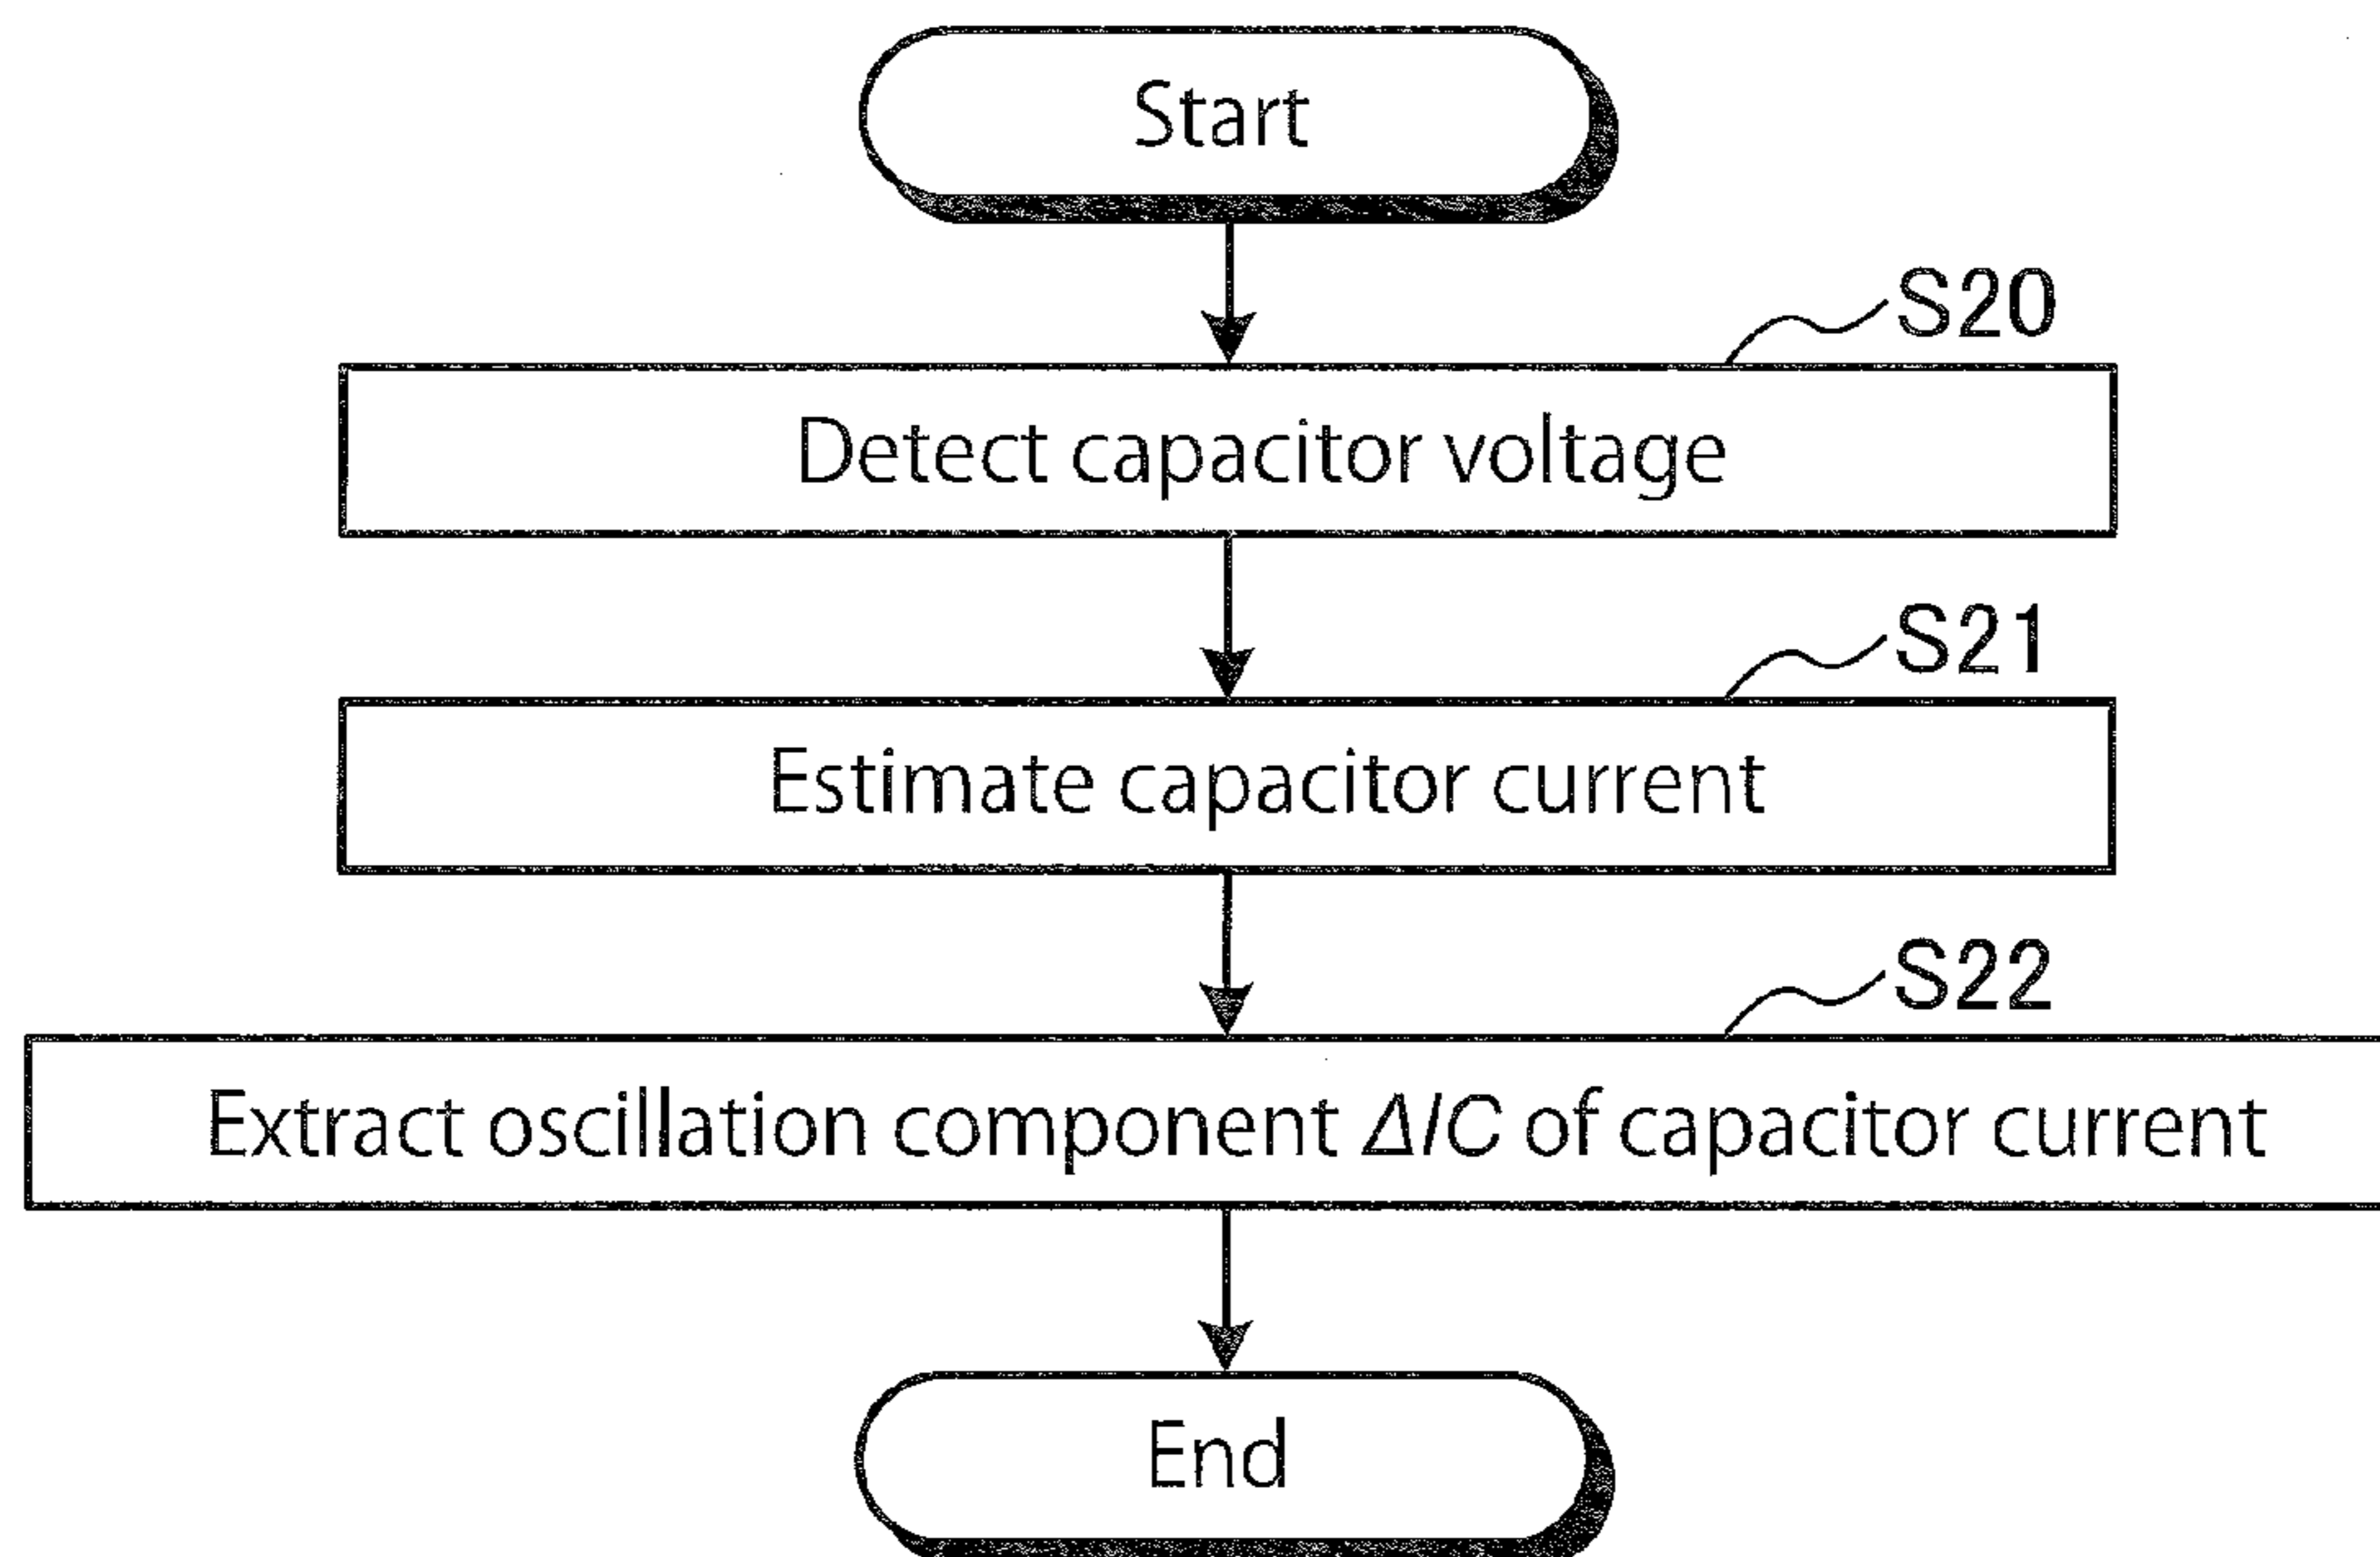 Start
S20
Detect capacitor voltage
S21
Estimate capacitor current
S22
Extract oscillation component ΔIC of capacitor current
End